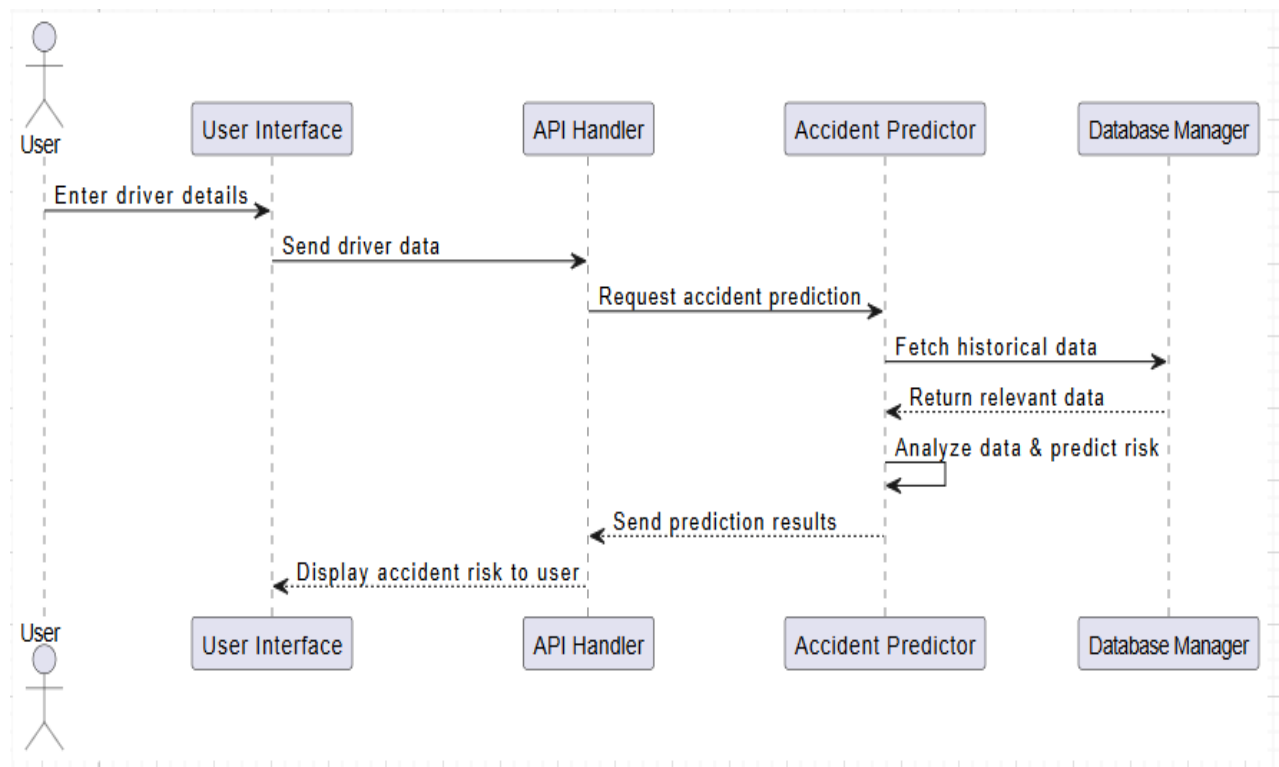 User
User Interface
API Handler
Accident Predictor
Database Manager
Enter driver details
Send driver data
Request accident prediction
Fetch historical data
Return relevant data
Analyze data & predict risk
Send prediction results
Display accident risk to user
User
User Interface
API Handler
Accident Predictor
Database Manager